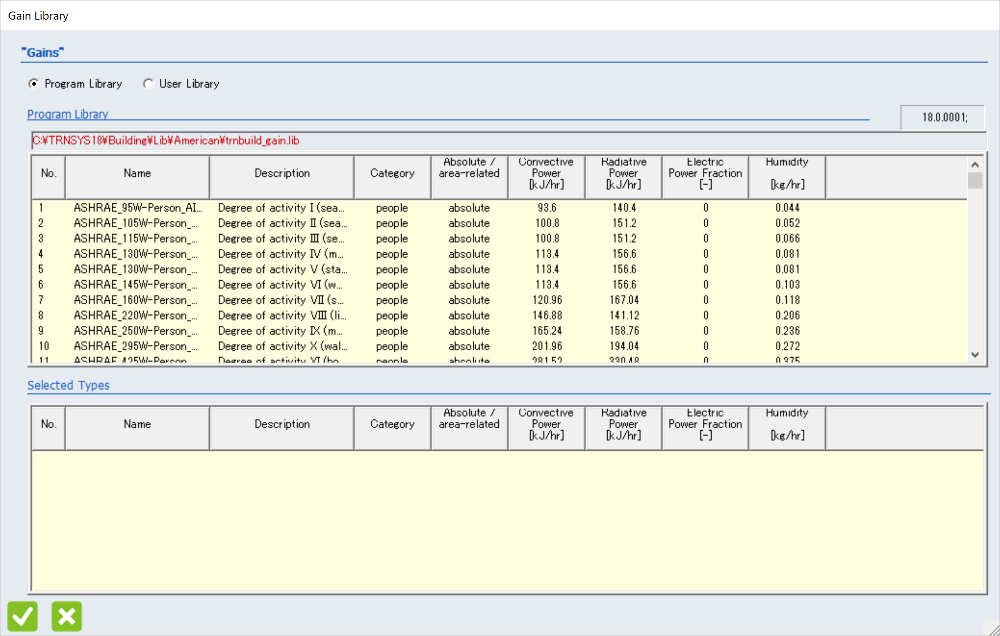 Gain Library
"Gains"
Program Library User Library
Program Library
18.0.0001;
C:¥TRNSYS18¥Building¥Lib¥American¥trnbuild_gain.lib
No. Name Description Category Absolute / area-related Convective Power [kJ/hr] Radiative Power [kJ/hr] Electric Power Fraction [-] Humidity [kg/hr]
1 ASHRAE_95W-Person_AI... Degree of activity I (sea... people absolute 93.6 140.4 0 0.044
2 ASHRAE_105W-Person_... Degree of activity II (sea... people absolute 100.8 151.2 0 0.052
3 ASHRAE_115W-Person_... Degree of activity III (se... people absolute 100.8 151.2 0 0.066
4 ASHRAE_130W-Person_... Degree of activity IV (m... people absolute 113.4 156.6 0 0.081
5 ASHRAE_130W-Person_... Degree of activity V (sta... people absolute 113.4 156.6 0 0.081
6 ASHRAE_145W-Person_... Degree of activity VI (w... people absolute 113.4 156.6 0 0.103
7 ASHRAE_160W-Person_... Degree of activity VII (s... people absolute 120.96 167.04 0 0.118
8 ASHRAE_220W-Person_... Degree of activity VIII (li... people absolute 146.88 141.12 0 0.206
9 ASHRAE_250W-Person_... Degree of activity IX (m... people absolute 165.24 158.76 0 0.236
10 ASHRAE_295W-Person_... Degree of activity X (wal... people absolute 201.96 194.04 0 0.272
11 ASHRAE_425W-Person_... Degree of activity XI (ho... people absolute 281.52 330.48 0 0.375
Selected Types
No. Name Description Category Absolute / area-related Convective Power [kJ/hr] Radiative Power [kJ/hr] Electric Power Fraction [-] Humidity [kg/hr]